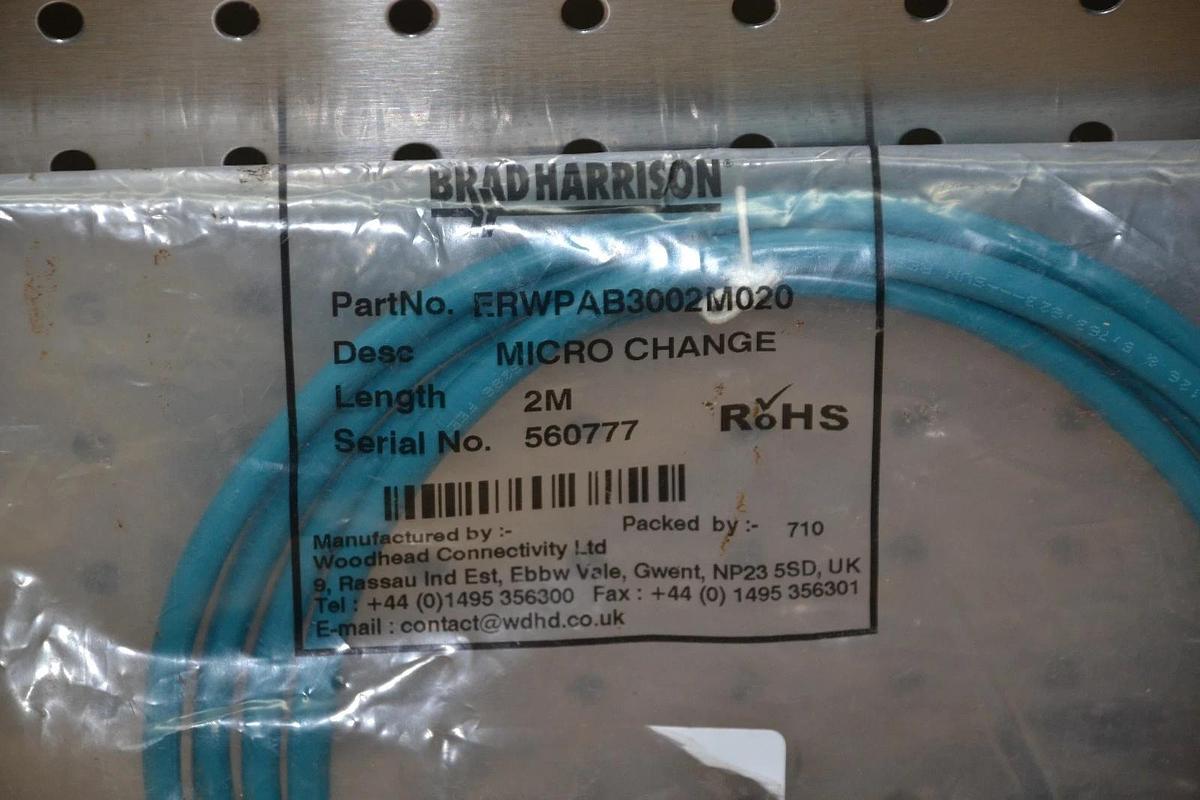 BRADHARRISON®
PartNo. ERWPAB3002M020
Desc MICRO CHANGE
Length 2M
Serial No. 560777
RoHS
Manufactured by :- Packed by :- 710
Woodhead Connectivity Ltd
9, Rassau Ind Est, Ebbw Vale, Gwent, NP23 5SD, UK
Tel : +44 (0)1495 356300 Fax : +44 (0) 1495 356301
E-mail : contact@wdhd.co.uk